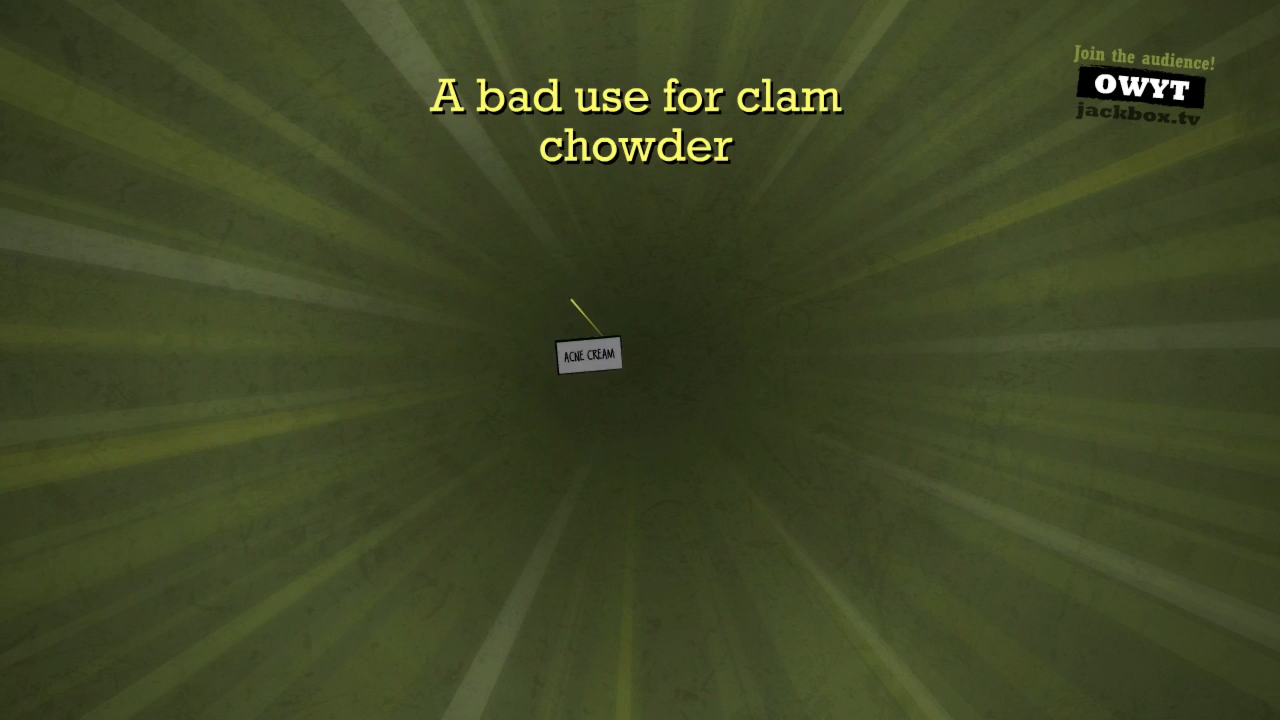 A bad use for clam
chowder
Join the audience!
OWYT
jackbox.tv
ACNE CREAM